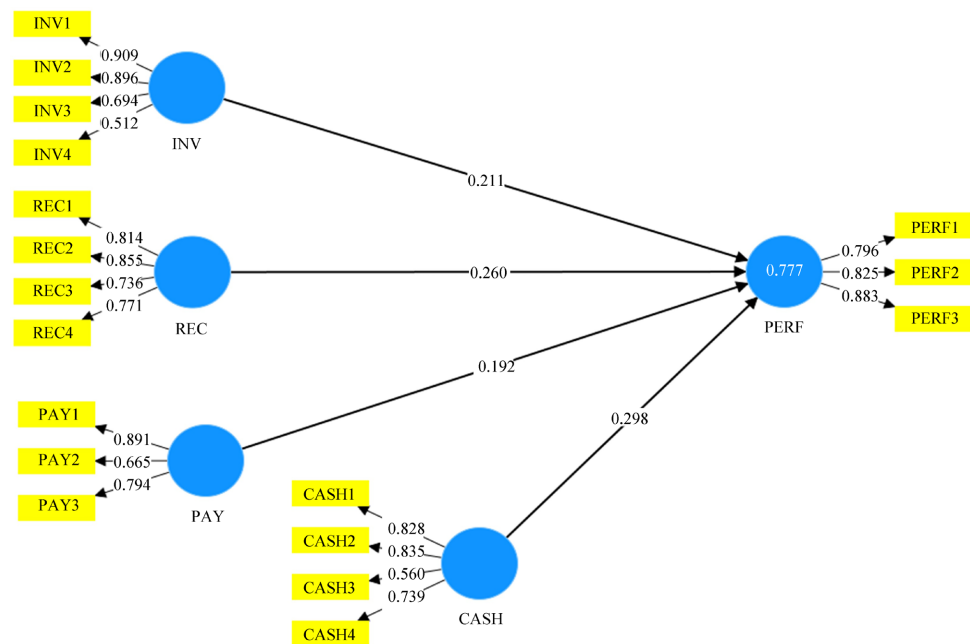 INV1
0.909
INV2
0.896
INV3
0.694
INV4
0.512
INV
0.211
REC1
0.814
REC2
0.855
REC3
0.736
REC4
0.771
REC
0.260
PAY1
0.891
PAY2
0.665
PAY3
0.794
PAY
0.192
CASH1
0.828
CASH2
0.835
CASH3
0.560
CASH4
0.739
CASH
0.298
0.777
PERF
PERF1
0.796
PERF2
0.825
PERF3
0.883